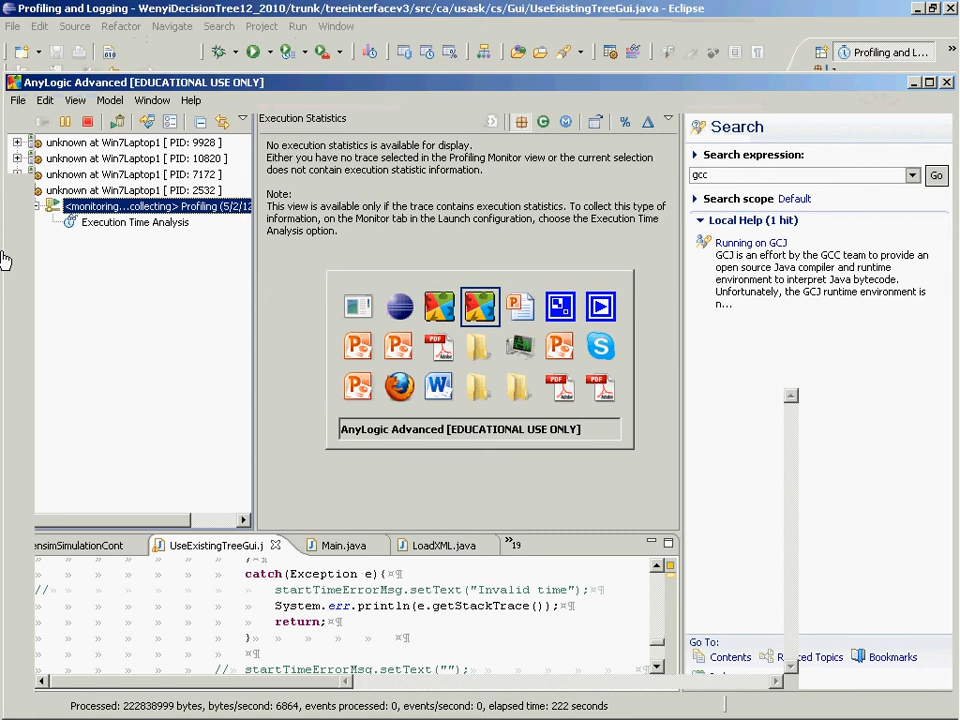 Profiling and Logging - WenyiDecisionTree12_2010/trunk/treeinterfacev3/src/ca/usask/cs/Gui/UseExistingTreeGui.java - Eclipse
File Edit Source Refactor Navigate Search Project Run Window
Profiling and L...
AnyLogic Advanced [EDUCATIONAL USE ONLY]
File Edit View Model Window Help
unknown at Win7Laptop1 [ PID: 9928 ]
unknown at Win7Laptop1 [ PID: 10820 ]
unknown at Win7Laptop1 [ PID: 7172 ]
unknown at Win7Laptop1 [ PID: 2532 ]
<monitoring...collecting> Profiling (5/2/12
Execution Time Analysis
Execution Statistics
No execution statistics is available for display.
Either you have no trace selected in the Profiling Monitor view or the current selection
does not contain execution statistic information.
Note:
This view is available only if the trace contains execution statistics. To collect this type of
information, on the Monitor tab in the Launch configuration, choose the Execution Time
Analysis option.
AnyLogic Advanced [EDUCATIONAL USE ONLY]
Search
Search expression:
gcc
Go
Search scope Default
Local Help (1 hit)
Running on GCJ
GCJ is an effort by the GCC team to provide an
open source Java compiler and runtime
environment to interpret Java bytecode.
Unfortunately, the GCJ runtime environment is
n...
Go To:
Contents Bookmarks
ensimSimulationCont UseExistingTreeGui.j Main.java LoadXML.java »19
catch(Exception e){¤¶
// startTimeErrorMsg.setText("Invalid time");¤¶
System.err.println(e.getStackTrace());¤¶
return;¤¶
}» » » » » ¤¶
¤¶
// startTimeErrorMsg.setText("");
Processed: 222838999 bytes, bytes/second: 6864, events processed: 0, events/second: 0, elapsed time: 222 seconds